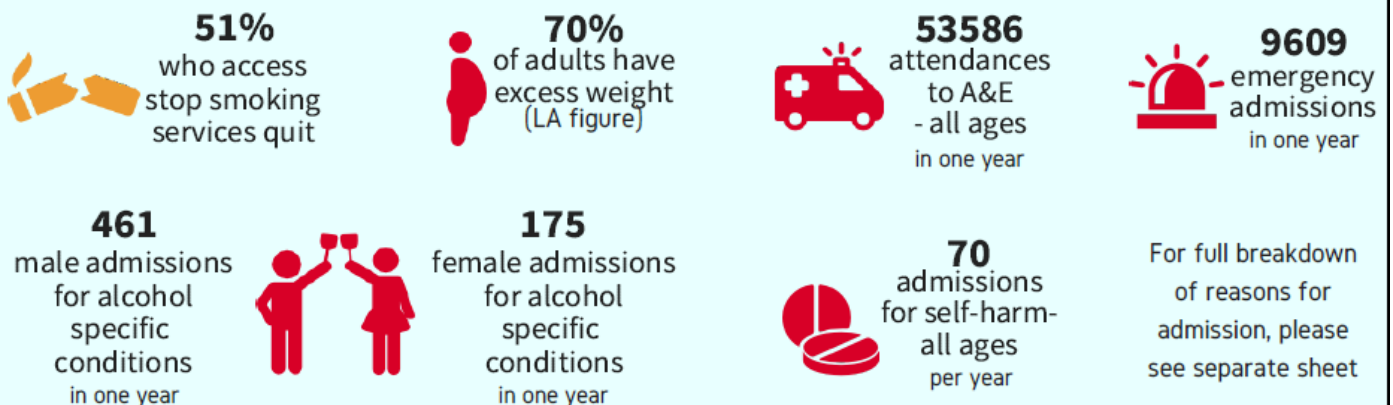 51%
who access
stop smoking
services quit
70%
of adults have
excess weight
(LA figure)
53586
attendances
to A&E
- all ages
in one year
9609
emergency
admissions
in one year
461
male admissions
for alcohol
specific
conditions
in one year
175
female admissions
for alcohol
specific
conditions
in one year
70
admissions
for self-harm-
all ages
per year
For full breakdown
of reasons for
admission, please
see separate sheet